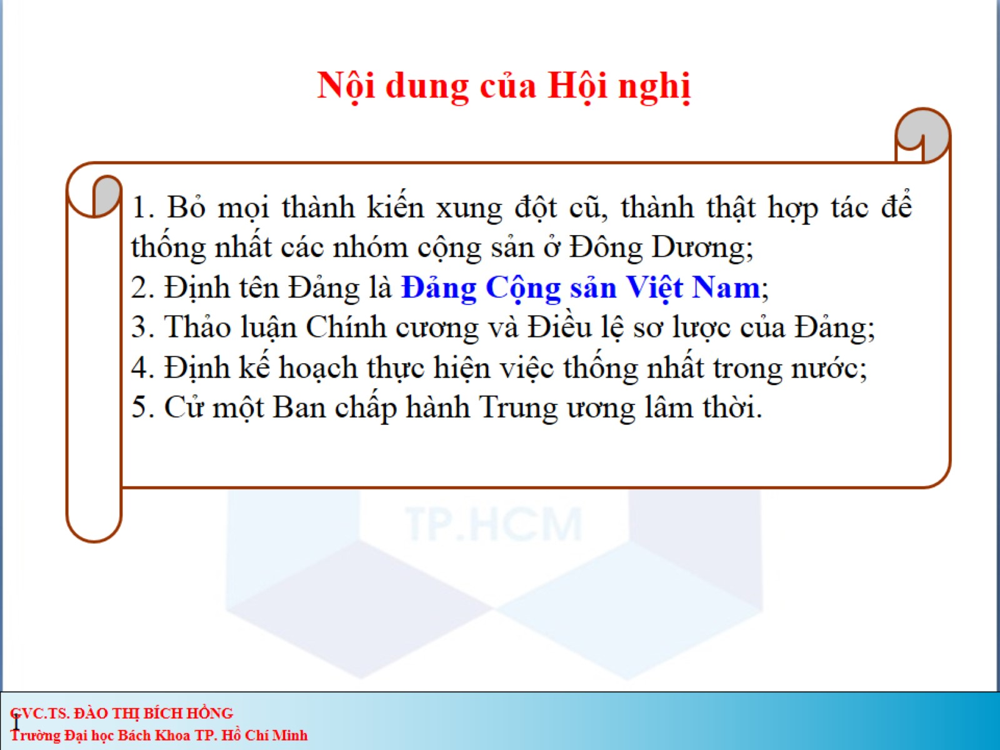 Nội dung của Hội nghị
1. Bỏ mọi thành kiến xung đột cũ, thành thật hợp tác để
thống nhất các nhóm cộng sản ở Đông Dương;
2. Định tên Đảng là Đảng Cộng sản Việt Nam;
3. Thảo luận Chính cương và Điều lệ sơ lược của Đảng;
4. Định kế hoạch thực hiện việc thống nhất trong nước;
5. Cử một Ban chấp hành Trung ương lâm thời.
TP.HCM
GVC.TS. ĐÀO THỊ BÍCH HỒNG
1
Trường Đại học Bách Khoa TP. Hồ Chí Minh